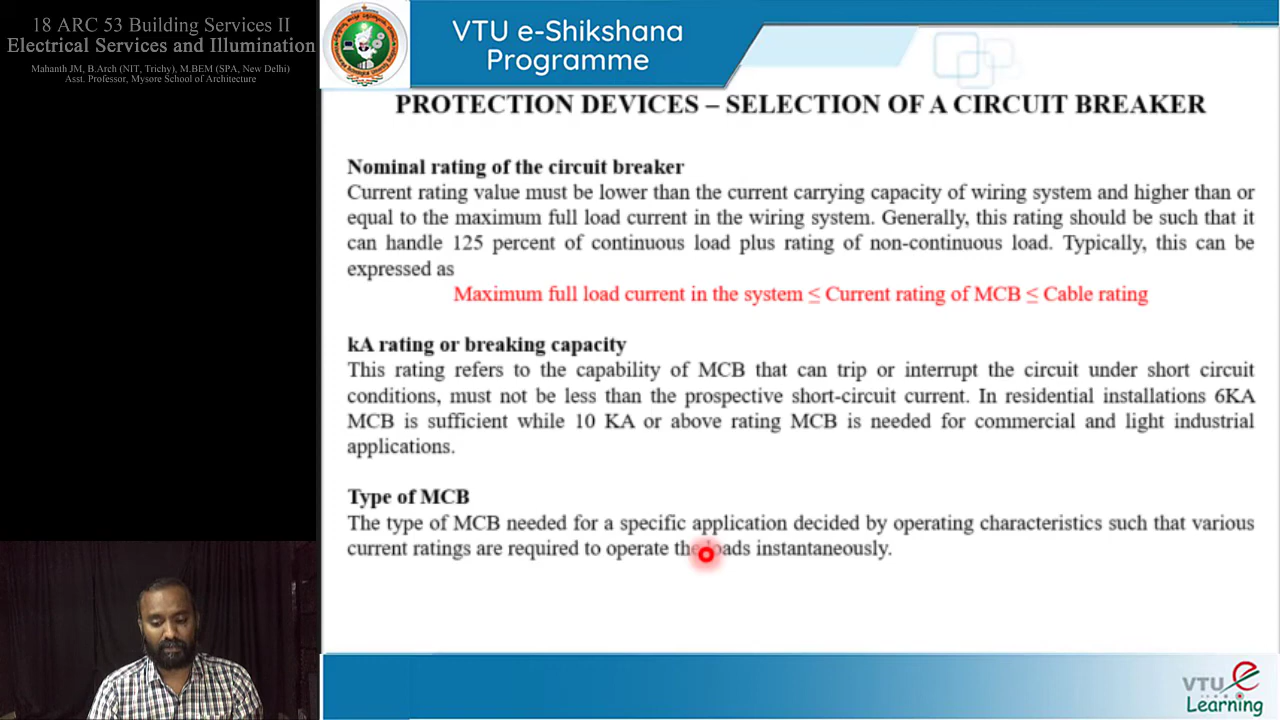 18 ARC 53 Building Services II
Electrical Services and Illumination
Mahanth JM, B.Arch (NIT, Trichy), M.BEM (SPA, New Delhi)
Asst. Professor, Mysore School of Architecture
VTU e-Shikshana
Programme
PROTECTION DEVICES – SELECTION OF A CIRCUIT BREAKER
Nominal rating of the circuit breaker
Current rating value must be lower than the current carrying capacity of wiring system and higher than or
equal to the maximum full load current in the wiring system. Generally, this rating should be such that it
can handle 125 percent of continuous load plus rating of non-continuous load. Typically, this can be
expressed as
Maximum full load current in the system ≤ Current rating of MCB ≤ Cable rating
kA rating or breaking capacity
This rating refers to the capability of MCB that can trip or interrupt the circuit under short circuit
conditions, must not be less than the prospective short-circuit current. In residential installations 6KA
MCB is sufficient while 10 KA or above rating MCB is needed for commercial and light industrial
applications.
Type of MCB
The type of MCB needed for a specific application decided by operating characteristics such that various
current ratings are required to operate the loads instantaneously.
VTU e
Learning